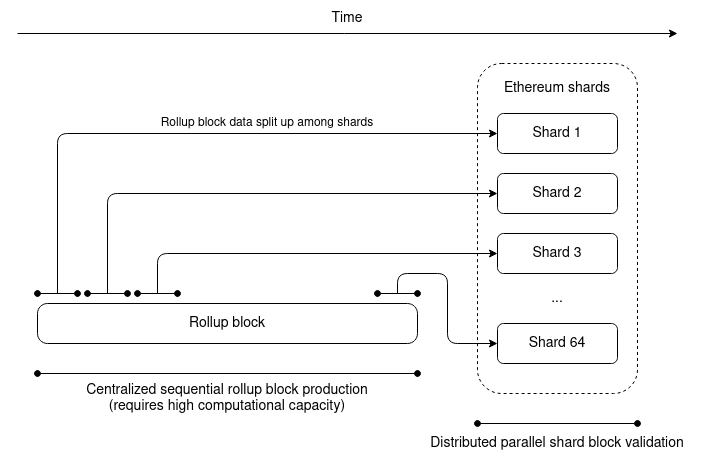 Time
Ethereum shards
Rollup block data split up among shards
Shard 1
Shard 2
Shard 3
...
Shard 64
Rollup block
Centralized sequential rollup block production
(requires high computational capacity)
Distributed parallel shard block validation